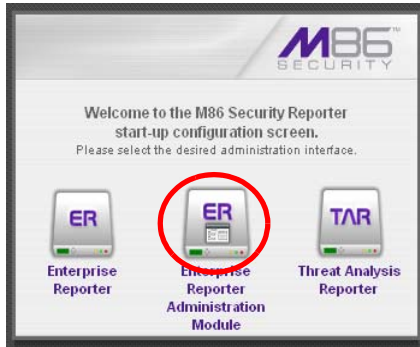 M86™
SECURITY
Welcome to the M86 Security Reporter
start-up configuration screen.
Please select the desired administration interface.
ER
ER
TAR
Enterprise
Reporter
Enterprise
Reporter
Administration
Module
Threat Analysis
Reporter